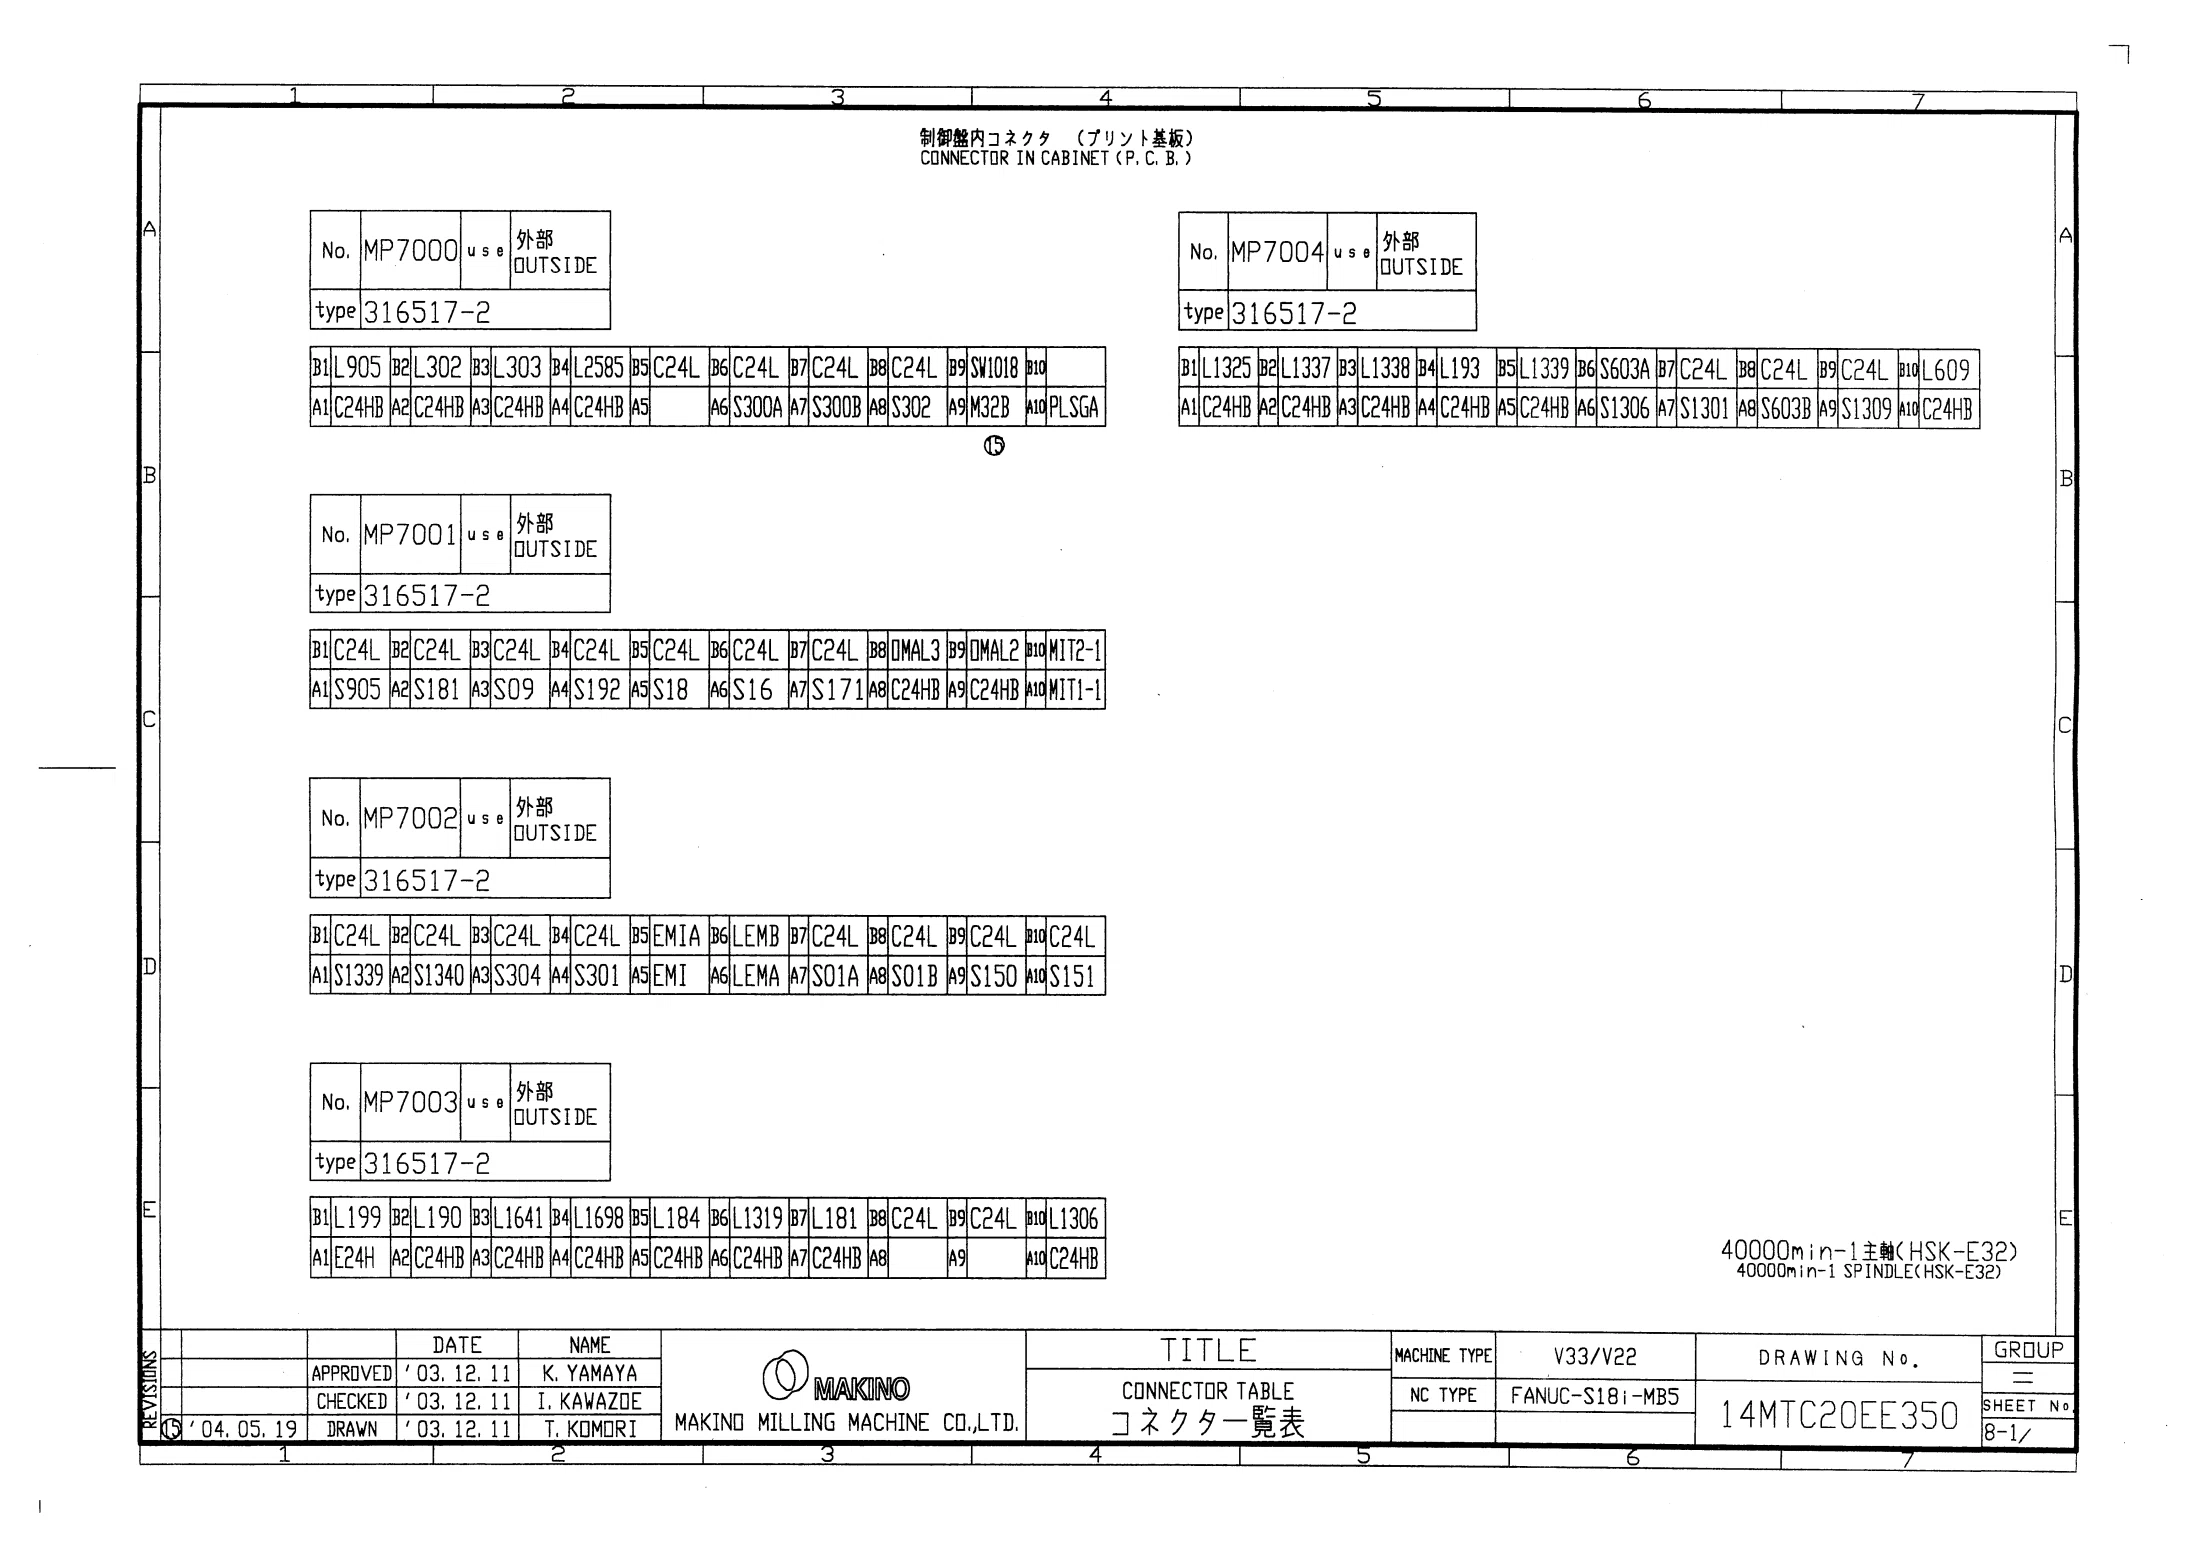 1 2 3 4 5 6 7
制御盤内コネクタ （プリント基板）
CONNECTOR IN CABINET(P.C.B.)
A
B
C
D
E
No. MP7000 use 外部
OUTSIDE
type 316517-2
B1 L905 B2 L302 B3 L303 B4 L2585 B5 C24L B6 C24L B7 C24L B8 C24L B9 SW1018 B10
A1 C24HB A2 C24HB A3 C24HB A4 C24HB A5 A6 S300A A7 S300B A8 S302 A9 M32B A10 PLSGA
⑮
No. MP7001 use 外部
OUTSIDE
type 316517-2
B1 C24L B2 C24L B3 C24L B4 C24L B5 C24L B6 C24L B7 C24L B8 OMAL3 B9 OMAL2 B10 MIT2-1
A1 S905 A2 S181 A3 S09 A4 S192 A5 S18 A6 S16 A7 S171 A8 C24HB A9 C24HB A10 MIT1-1
No. MP7002 use 外部
OUTSIDE
type 316517-2
B1 C24L B2 C24L B3 C24L B4 C24L B5 EMIA B6 LEMB B7 C24L B8 C24L B9 C24L B10 C24L
A1 S1339 A2 S1340 A3 S304 A4 S301 A5 EMI A6 LEMA A7 S01A A8 S01B A9 S150 A10 S151
No. MP7003 use 外部
OUTSIDE
type 316517-2
B1 L199 B2 L190 B3 L1641 B4 L1698 B5 L184 B6 L1319 B7 L181 B8 C24L B9 C24L B10 L1306
A1 E24H A2 C24HB A3 C24HB A4 C24HB A5 C24HB A6 C24HB A7 C24HB A8 A9 A10 C24HB
No. MP7004 use 外部
OUTSIDE
type 316517-2
B1 L1325 B2 L1337 B3 L1338 B4 L193 B5 L1339 B6 S603A B7 C24L B8 C24L B9 C24L B10 L609
A1 C24HB A2 C24HB A3 C24HB A4 C24HB A5 C24HB A6 S1306 A7 S1301 A8 S603B A9 S1309 A10 C24HB
A
B
C
D
E
40000min-1主軸(HSK-E32)
40000min-1 SPINDLE(HSK-E32)
REVISIONS
⑮ '04.05.19
DATE NAME
APPROVED '03.12.11 K. YAMAYA
CHECKED '03.12.11 I. KAWAZOE
DRAWN '03.12.11 T. KOMORI
MAKINO
MAKINO MILLING MACHINE CO.,LTD.
TITLE
CONNECTOR TABLE
コネクタ一覧表
MACHINE TYPE V33/V22
NC TYPE FANUC-S18i-MB5
DRAWING No.
14MTC20EE350
GROUP
二
SHEET No.
8-1/
1 2 3 4 5 6 7